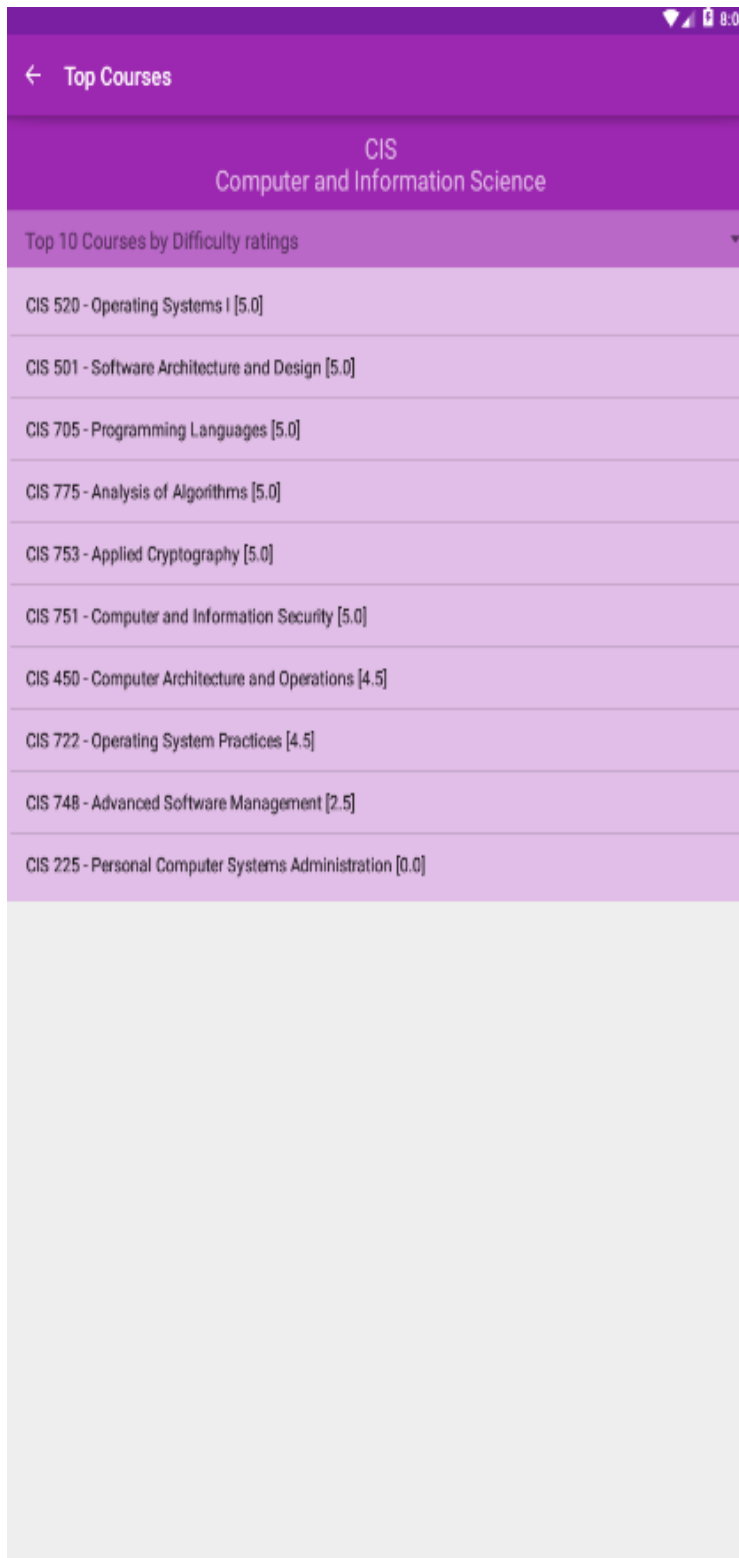 8:0
Top Courses
CIS
Computer and Information Science
Top 10 Courses by Difficulty ratings
CIS 520 - Operating Systems I [5.0]
CIS 501 - Software Architecture and Design [5.0]
CIS 705 - Programming Languages [5.0]
CIS 775 - Analysis of Algorithms [5.0]
CIS 753 - Applied Cryptography [5.0]
CIS 751 - Computer and Information Security [5.0]
CIS 450 - Computer Architecture and Operations [4.5]
CIS 722 - Operating System Practices [4.5]
CIS 748 - Advanced Software Management [2.5]
CIS 225 - Personal Computer Systems Administration [0.0]